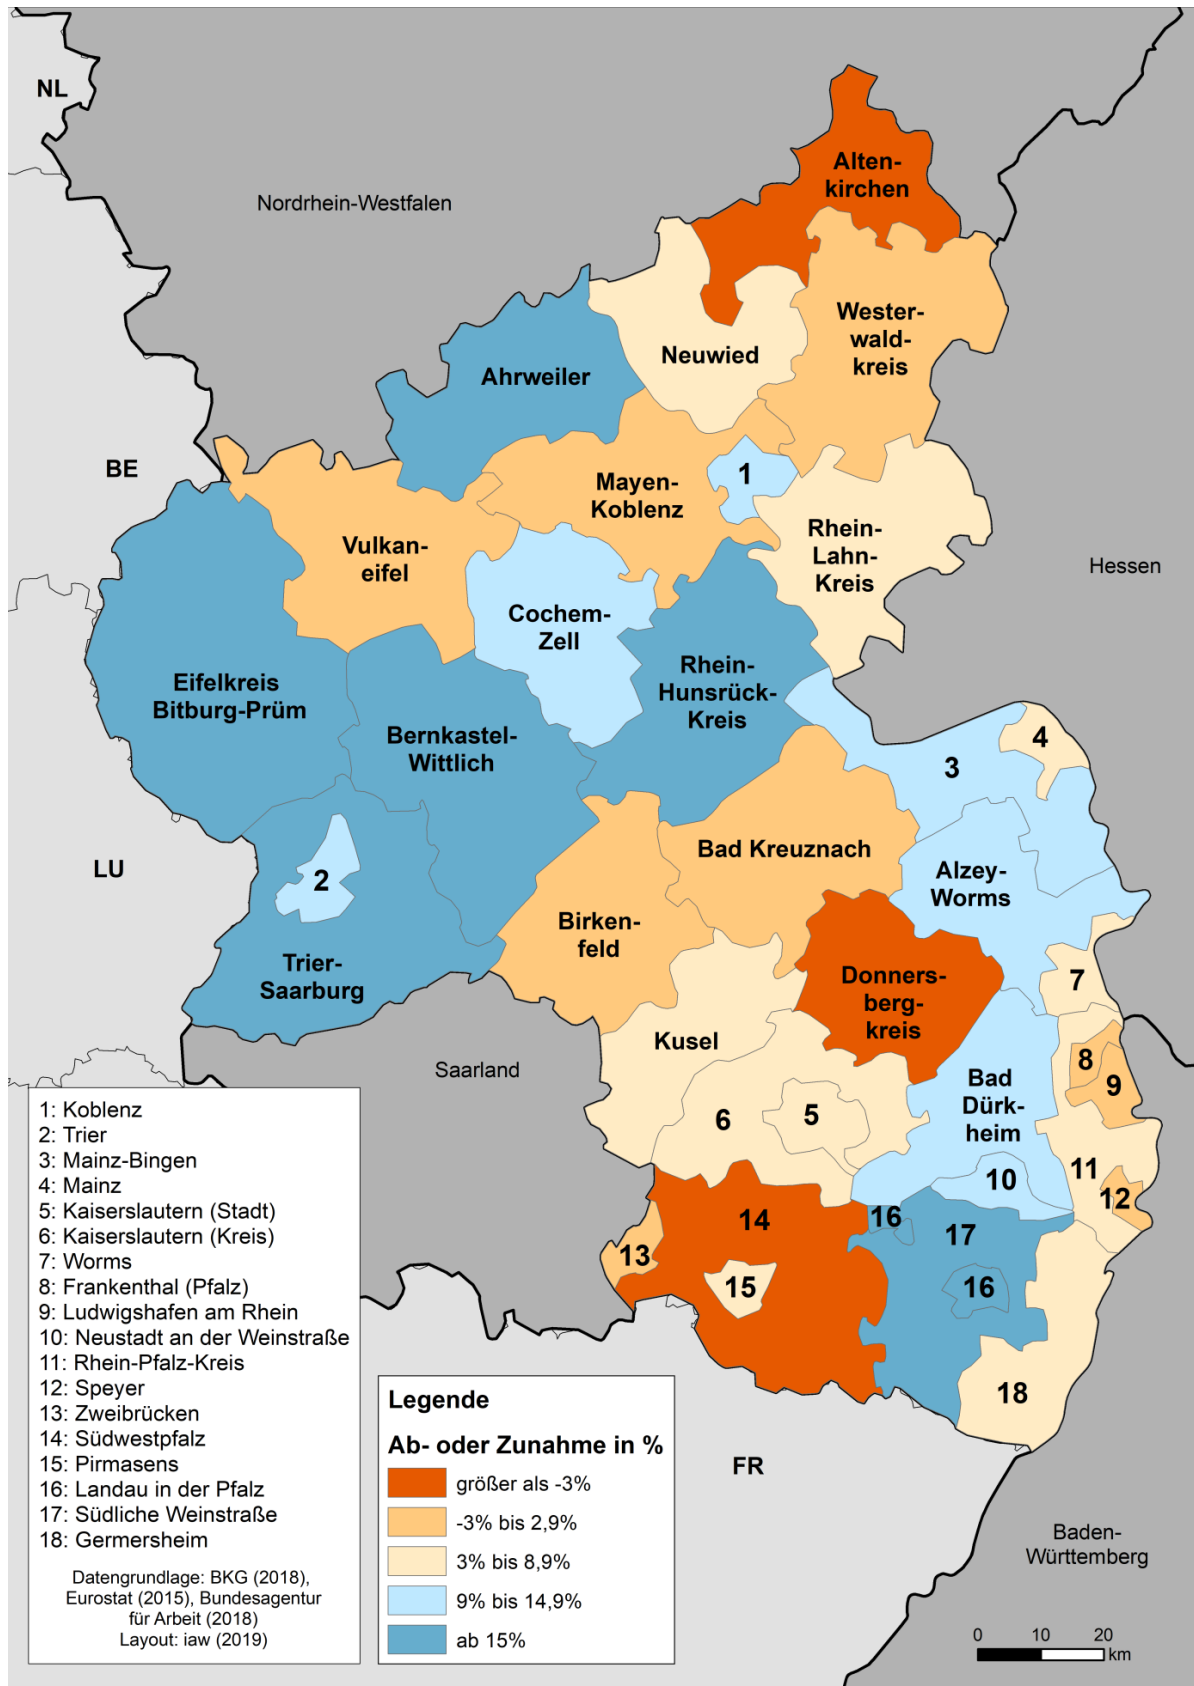 NL
Alten-
kirchen
Nordrhein-Westfalen
Wester-
wald-
kreis
Neuwied
Ahrweiler
BE
1
Mayen-
Koblenz
Rhein-
Lahn-
Kreis
Vulkan-
eifel
Hessen
Cochem-
Zell
Rhein-
Hunsrück-
Kreis
Eifelkreis
Bitburg-Prüm
Bernkastel-
Wittlich
4
3
Bad Kreuznach
LU
2
Alzey-
Worms
Birken-
feld
Trier-
Saarburg
Donners-
berg-
kreis
7
Kusel
Saarland
8
9
Bad
Dürk-
heim
6
5
10
11
12
14
16
17
13
15
16
18
1: Koblenz
2: Trier
3: Mainz-Bingen
4: Mainz
5: Kaiserslautern (Stadt)
6: Kaiserslautern (Kreis)
7: Worms
8: Frankenthal (Pfalz)
9: Ludwigshafen am Rhein
10: Neustadt an der Weinstraße
11: Rhein-Pfalz-Kreis
12: Speyer
13: Zweibrücken
14: Südwestpfalz
15: Pirmasens
16: Landau in der Pfalz
17: Südliche Weinstraße
18: Germersheim
Datengrundlage: BKG (2018),
Eurostat (2015), Bundesagentur
für Arbeit (2018)
Layout: iaw (2019)
Legende
Ab- oder Zunahme in %
größer als -3%
-3% bis 2,9%
3% bis 8,9%
9% bis 14,9%
ab 15%
FR
Baden-
Württemberg
0 10 20
km